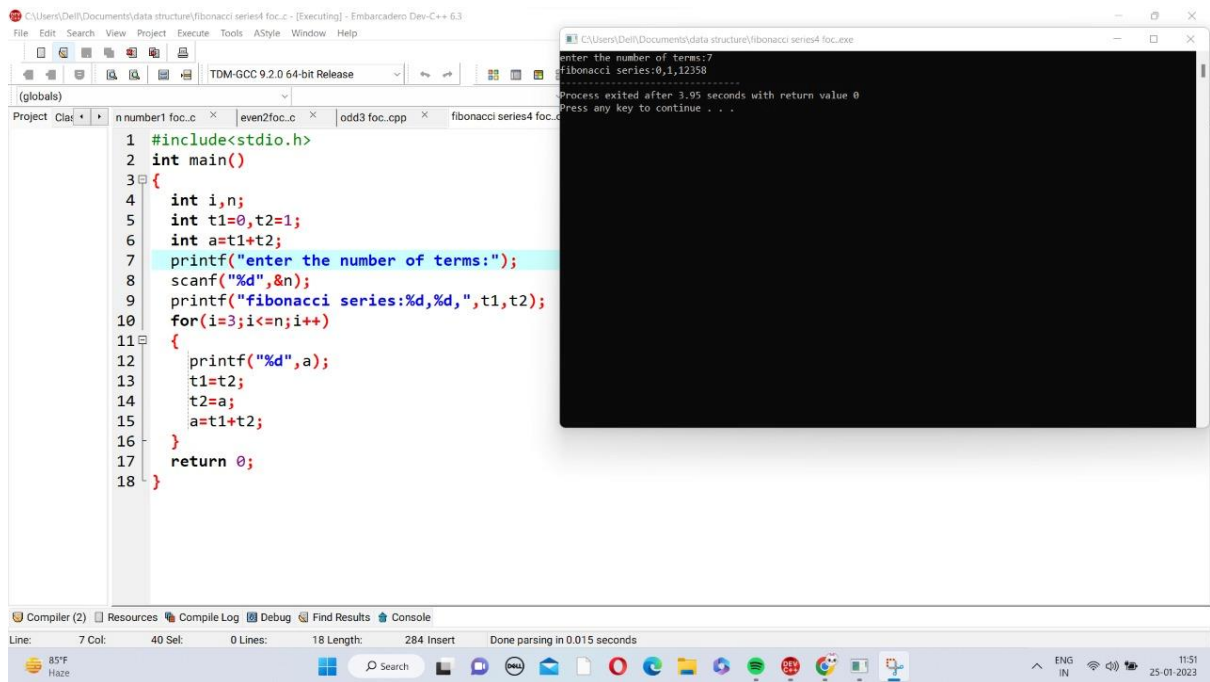 C:\Users\Dell\Documents\data structure\fibonacci series4 foc..c - [Executing] - Embarcadero Dev-C++ 6.3
File Edit Search View Project Execute Tools AStyle Window Help
TDM-GCC 9.2.0 64-bit Release
(globals)
Project Clas n number1 foc..c × even2foc..c × odd3 foc..cpp × fibonacci series4 foc..c
1 #include<stdio.h>
2 int main()
3 {
4 int i,n;
5 int t1=0,t2=1;
6 int a=t1+t2;
7 printf("enter the number of terms:");
8 scanf("%d",&n);
9 printf("fibonacci series:%d,%d,",t1,t2);
10 for(i=3;i<=n;i++)
11 {
12 printf("%d",a);
13 t1=t2;
14 t2=a;
15 a=t1+t2;
16 }
17 return 0;
18 }
C:\Users\Dell\Documents\data structure\fibonacci series4 foc..exe
enter the number of terms:7
fibonacci series:0,1,12358
--------------------------------
Process exited after 3.95 seconds with return value 0
Press any key to continue . . .
Compiler (2) Resources Compile Log Debug Find Results Console
Line: 7 Col: 40 Sel: 0 Lines: 18 Length: 284 Insert Done parsing in 0.015 seconds
85°F
Haze
Search
DELL
DEV C++
ENG
IN
11:51
25-01-2023